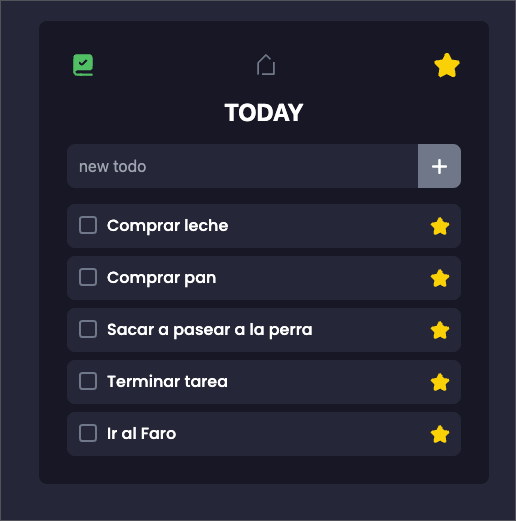 TODAY
new todo
Comprar leche
Comprar pan
Sacar a pasear a la perra
Terminar tarea
Ir al Faro